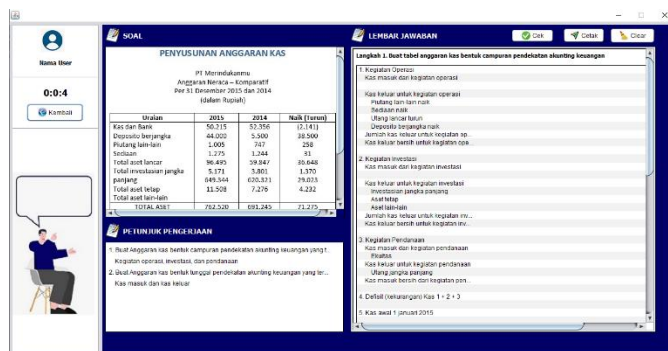 Nama User
0:0:4
Kembali
SOAL
PENYUSUNAN ANGGARAN KAS
PT Merindukanmu
Anggaran Neraca – Komparatif
Per 31 Desember 2015 dan 2014
(dalam Rupiah)
Uraian 2015 2014 Naik (Turun)
Kas dan Bank 50.215 52.356 (2.141)
Deposito berjangka 44.000 5.500 38.500
Piutang lain-lain 1.005 747 258
Sediaan 1.275 1.244 31
Total aset lancar 96.495 59.847 36.648
Total investasian jangka 5.171 3.801 1.370
panjang 649.344 620.321 29.023
Total aset tetap 11.508 7.276 4.232
Total aset lain-lain
TOTAL ASET 762.520 691.245 71.275
PETUNJUK PENGERJAAN
1. Buat Anggaran kas bentuk campuran pendekatan akunting keuangan yang t...
Kegiatan operasi, investasi, dan pendanaan
2. Buat Anggaran kas bentuk tunggal pendekatan akunting keuangan yang ter...
Kas masuk dan kas keluar
LEMBAR JAWABAN
Cek
Cetak
Clear
Langkah 1. Buat tabel anggaran kas bentuk campuran pendekatan akunting keuangan
1. Kegiatan Operasi
Kas masuk dari kegiatan operasi
Kas keluar untuk kegiatan operasi
Piutang lain-lain naik
Sediaan naik
Utang lancar turun
Deposito berjangka naik
Jumlah kas keluar untuk kegiatan op...
Kas keluar bersih untuk kegiatan ope...
2. Kegiatan Investasi
Kas masuk dari kegiatan investasi
Kas keluar untuk kegiatan investasi
Investasian jangka panjang
Aset tetap
Aset lain-lain
Jumlah kas keluar untuk kegiatan inv...
Kas keluar bersih untuk kegiatan inv...
3. Kegiatan Pendanaan
Kas masuk dari kegiatan pendanaan
Ekuitas
Kas keluar untuk kegiatan pendanaan
Utang jangka panjang
Kas masuk bersih dari kegiatan pen...
4. Defisit (kekurangan) Kas 1 + 2 + 3
5. Kas awal 1 januari 2015